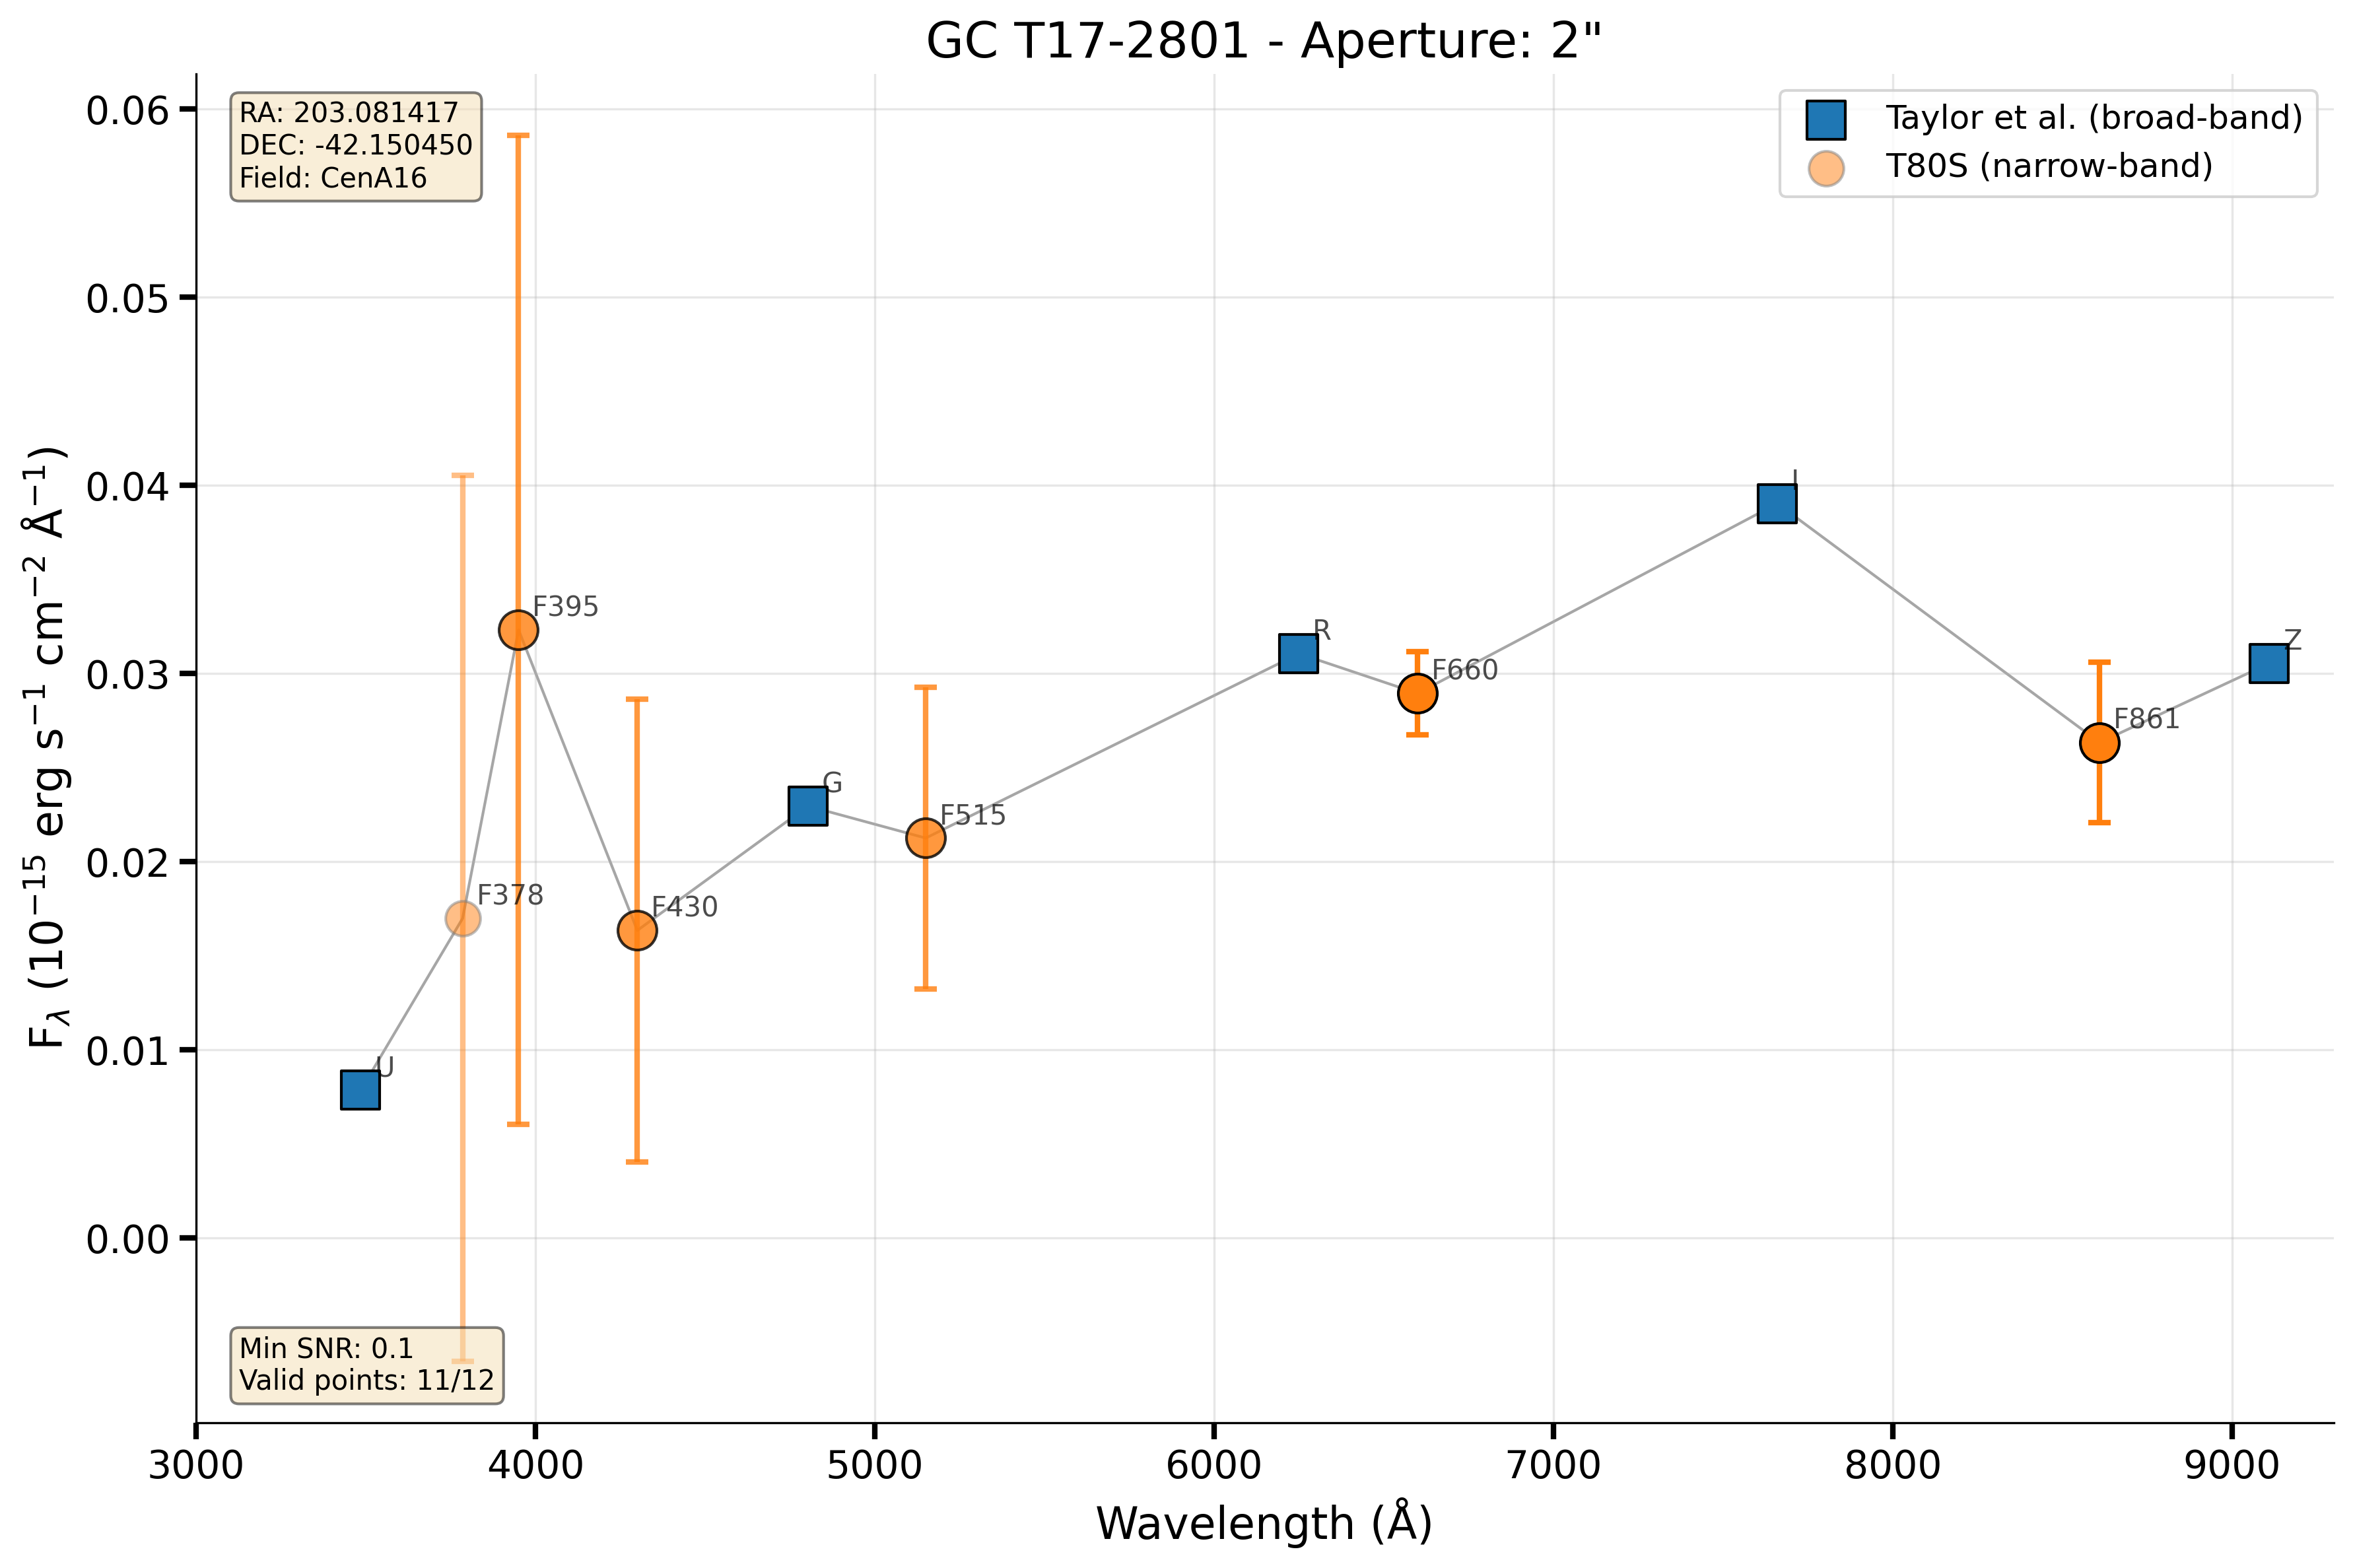 GC T17-2801 - Aperture: 2"
RA: 203.081417
DEC: -42.150450
Field: CenA16
Taylor et al. (broad-band)
T80S (narrow-band)
0.06
0.05
0.04
0.03
0.02
0.01
0.00
F_λ (10⁻¹⁵ erg s⁻¹ cm⁻² Å⁻¹)
U
F378
F395
F430
G
F515
R
F660
I
F861
Z
Min SNR: 0.1
Valid points: 11/12
3000 4000 5000 6000 7000 8000 9000
Wavelength (Å)